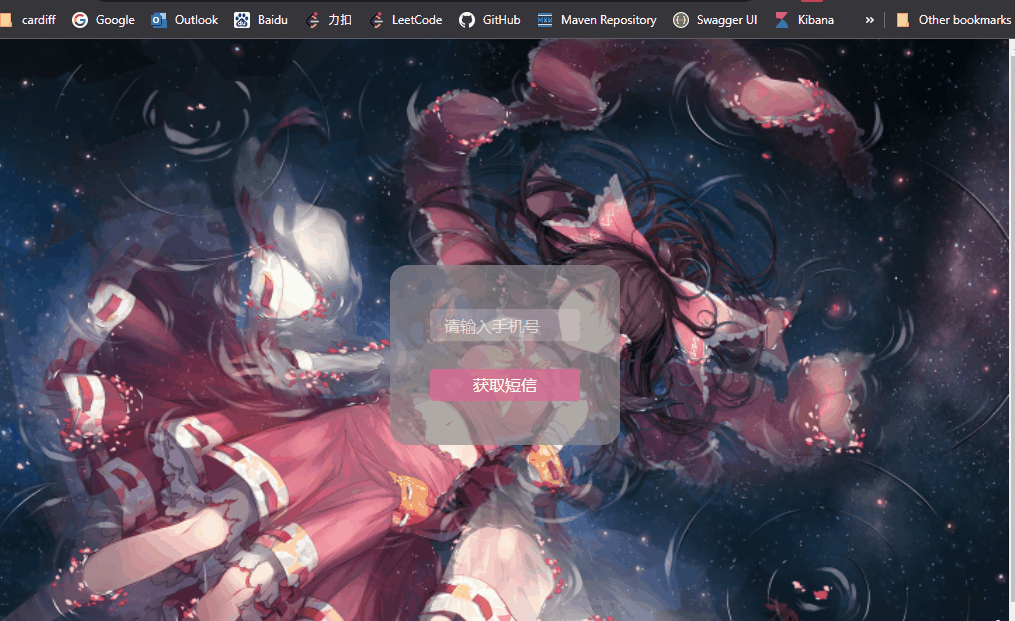 cardiff Google Outlook Baidu 力扣 LeetCode GitHub Maven Repository Swagger UI Kibana » Other bookmarks
请输入手机号
获取短信